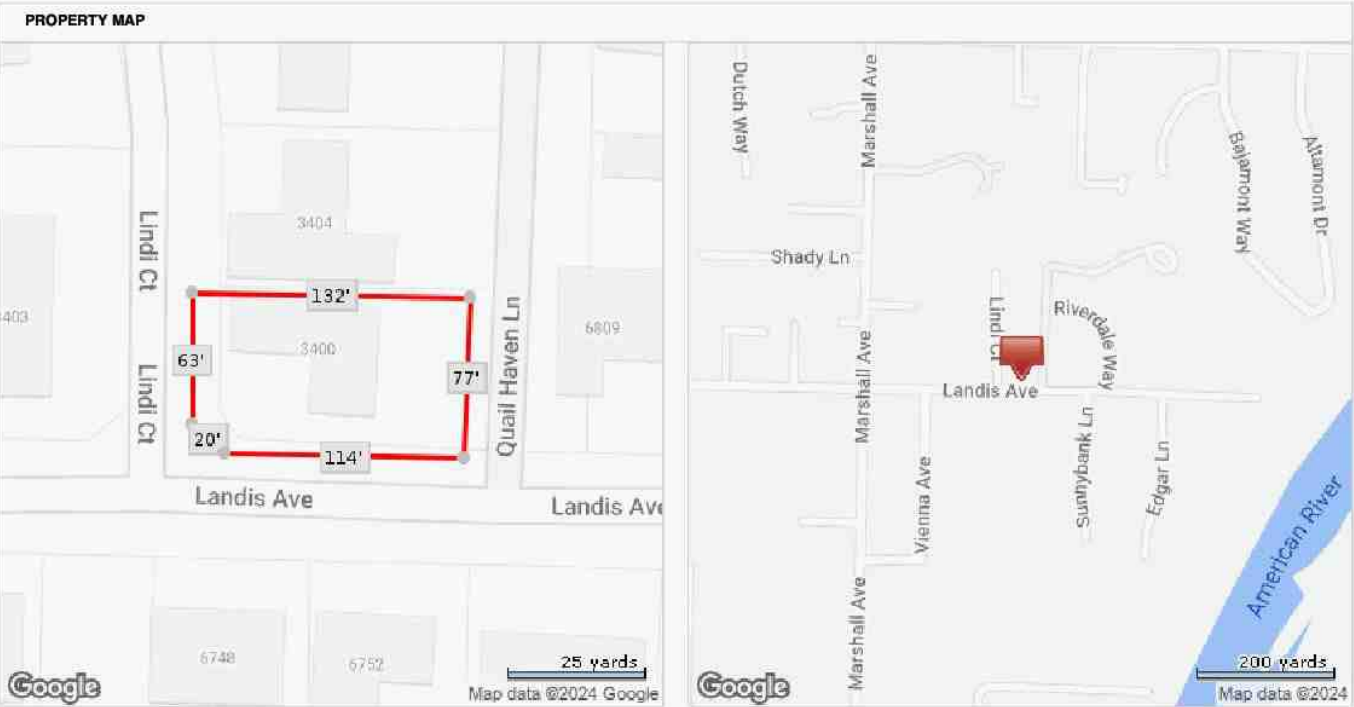 PROPERTY MAP
Lindi Ct
3404
132'
403
3400
63'
Lindi Ct
77'
Quail Haven Ln
6809
20'
114'
Landis Ave
Landis Ave
6748
6752
25 yards
Google
Map data ©2024 Google
Dutch Way
Marshall Ave
Bajamont Way
Altamont Dr
Shady Ln
Riverdale Way
Marshall Ave
Landis Ave
Vienna Ave
Sunnybank Ln
Edgar Ln
American River
Marshall Ave
200 yards
Google
Map data ©2024